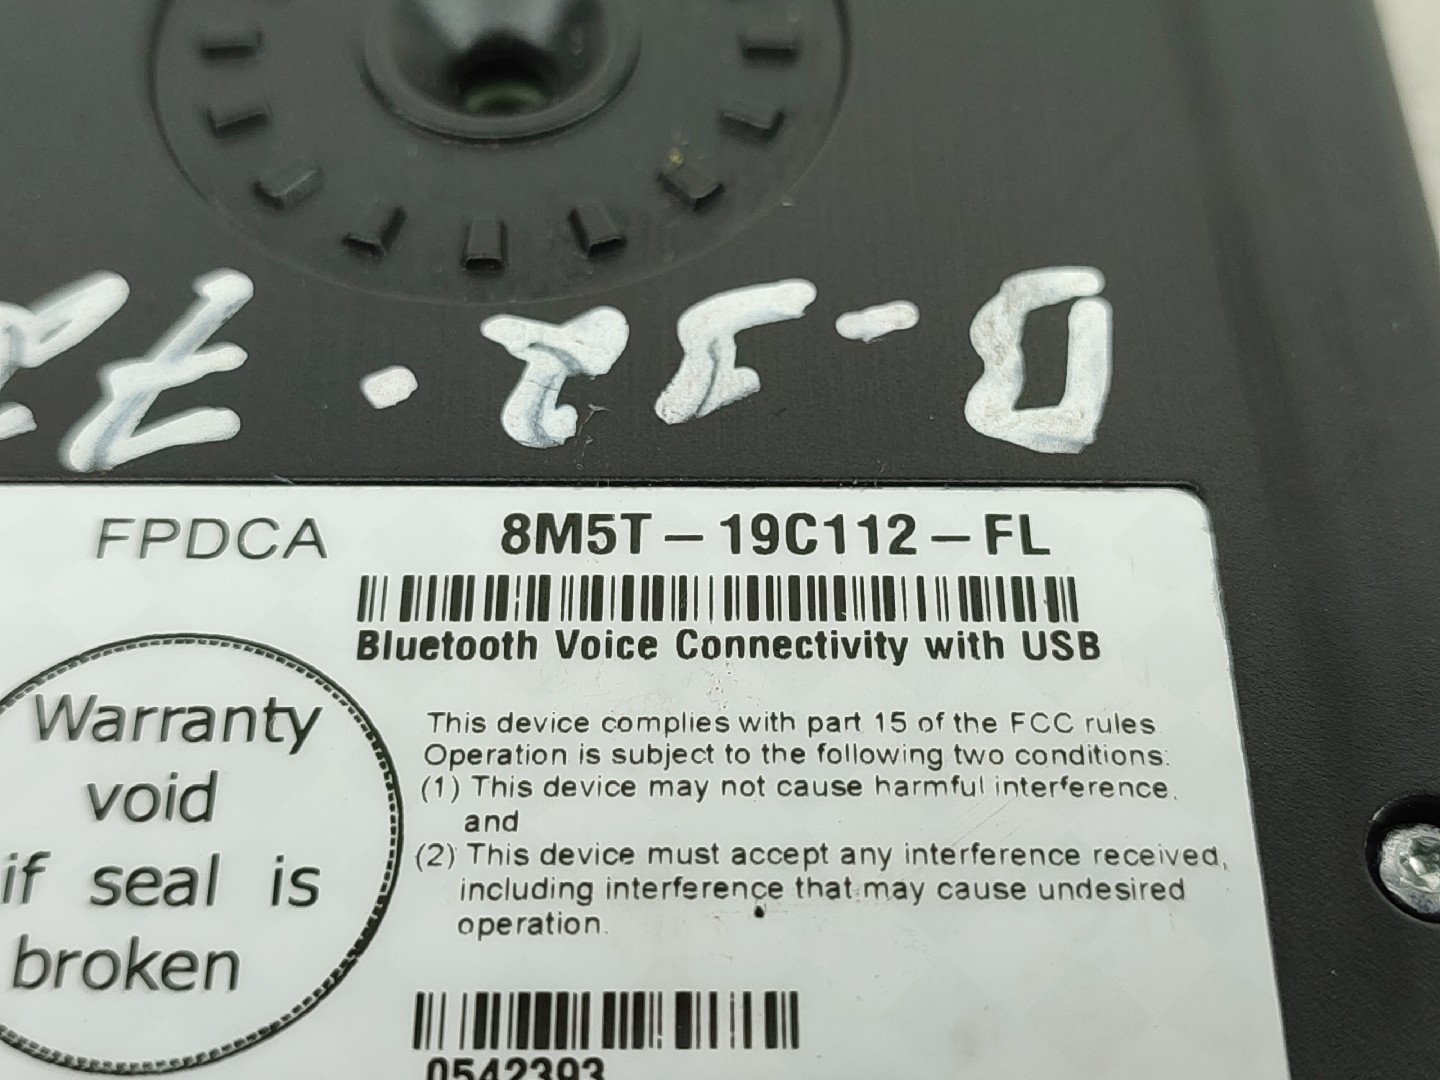 FPDCA 8M5T-19C112-FL
Bluetooth Voice Connectivity with USB
Warranty
void
if seal is
broken
This device complies with part 15 of the FCC rules
Operation is subject to the following two conditions:
(1) This device may not cause harmful interference,
and
(2) This device must accept any interference received,
including interference that may cause undesired
operation.
0542393